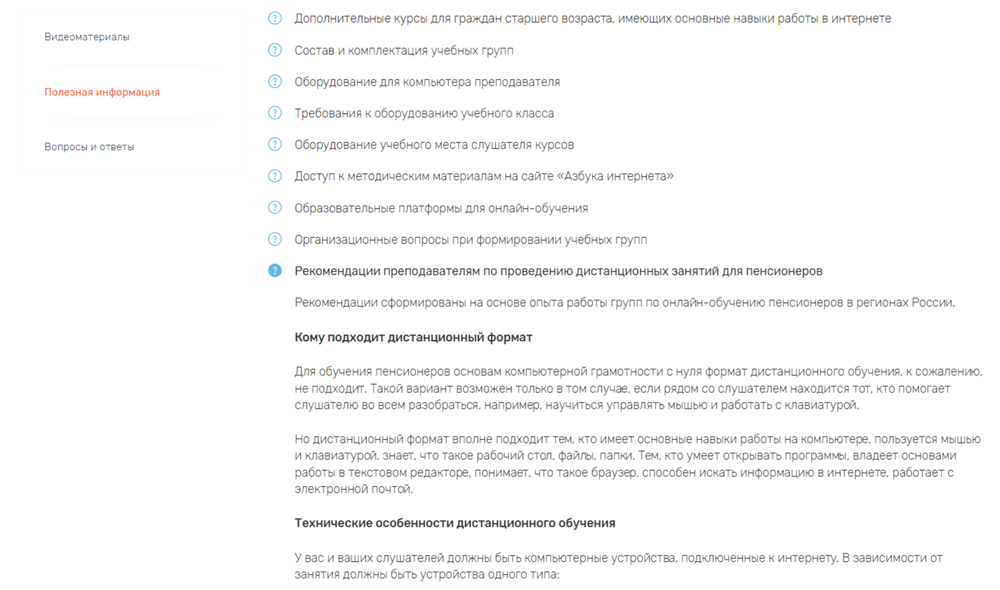 Видеоматериалы
Полезная информация
Вопросы и ответы
Дополнительные курсы для граждан старшего возраста, имеющих основные навыки работы в интернете
Состав и комплектация учебных групп
Оборудование для компьютера преподавателя
Требования к оборудованию учебного класса
Оборудование учебного места слушателя курсов
Доступ к методическим материалам на сайте «Азбука интернета»
Образовательные платформы для онлайн-обучения
Организационные вопросы при формировании учебных групп
Рекомендации преподавателям по проведению дистанционных занятий для пенсионеров
Рекомендации сформированы на основе опыта работы групп по онлайн-обучению пенсионеров в регионах России.
Кому подходит дистанционный формат
Для обучения пенсионеров основам компьютерной грамотности с нуля формат дистанционного обучения, к сожалению,
не подходит. Такой вариант возможен только в том случае, если рядом со слушателем находится тот, кто помогает
слушателю во всем разобраться, например, научиться управлять мышью и работать с клавиатурой.
Но дистанционный формат вполне подходит тем, кто имеет основные навыки работы на компьютере, пользуется мышью
и клавиатурой, знает, что такое рабочий стол, файлы, папки. Тем, кто умеет открывать программы, владеет основами
работы в текстовом редакторе, понимает, что такое браузер, способен искать информацию в интернете, работает с
электронной почтой.
Технические особенности дистанционного обучения
У вас и ваших слушателей должны быть компьютерные устройства, подключенные к интернету. В зависимости от
занятия должны быть устройства одного типа: